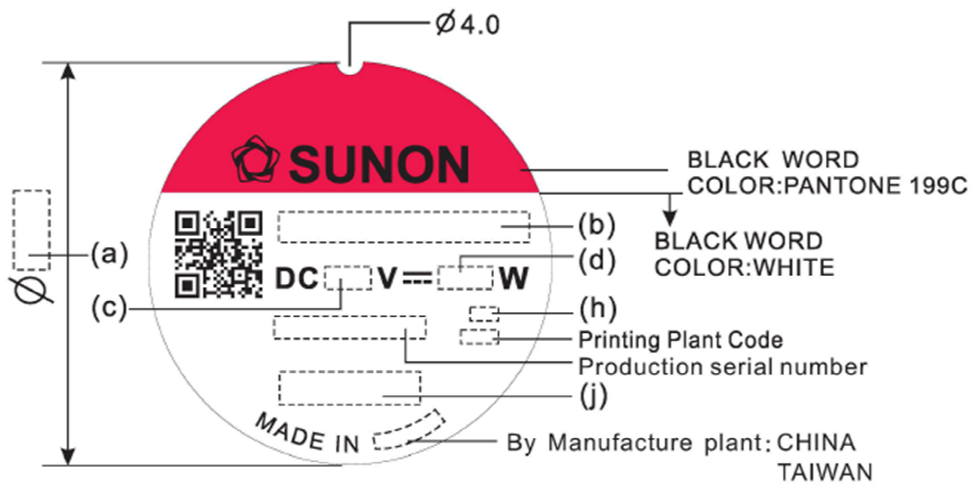 Ø4.0
SUNON
BLACK WORD
COLOR:PANTONE 199C
BLACK WORD
COLOR:WHITE
(a)
Ø
(b)
(c)
DC V⎓ W
(d)
(h)
Printing Plant Code
Production serial number
(j)
MADE IN
By Manufacture plant: CHINA
TAIWAN